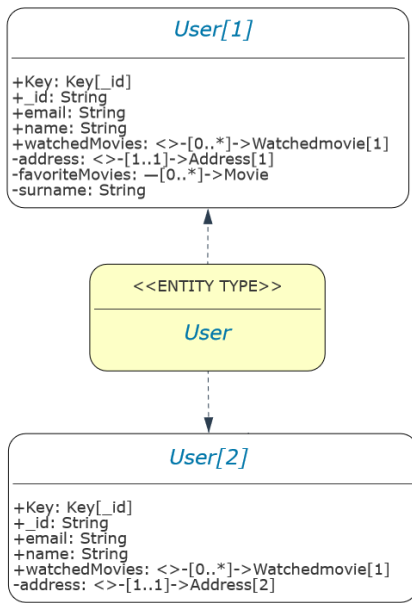 User[1]
+Key: Key[_id]
+_id: String
+email: String
+name: String
+watchedMovies: <>-[0..*]->Watchedmovie[1]
-address: <>-[1..1]->Address[1]
-favoriteMovies: —[0..*]->Movie
-surname: String
<<ENTITY TYPE>>
User
User[2]
+Key: Key[_id]
+_id: String
+email: String
+name: String
+watchedMovies: <>-[0..*]->Watchedmovie[1]
-address: <>-[1..1]->Address[2]